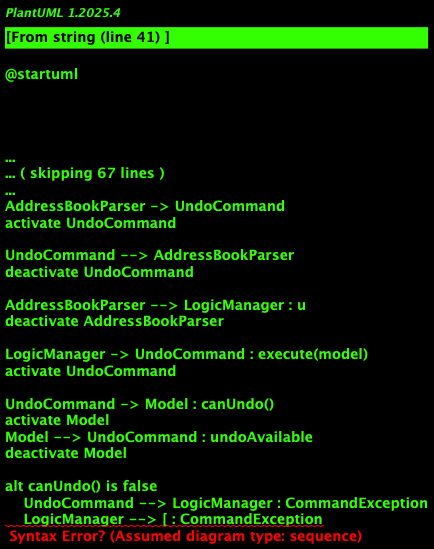 PlantUML 1.2025.4
[From string (line 41) ]
@startuml
...
... ( skipping 67 lines )
...
AddressBookParser -> UndoCommand
activate UndoCommand
UndoCommand --> AddressBookParser
deactivate UndoCommand
AddressBookParser --> LogicManager : u
deactivate AddressBookParser
LogicManager -> UndoCommand : execute(model)
activate UndoCommand
UndoCommand -> Model : canUndo()
activate Model
Model --> UndoCommand : undoAvailable
deactivate Model
alt canUndo() is false
UndoCommand --> LogicManager : CommandException
LogicManager --> [ : CommandException
Syntax Error? (Assumed diagram type: sequence)